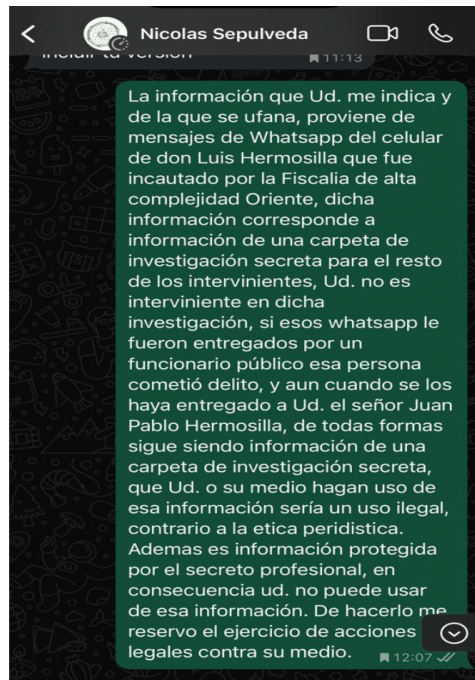 Nicolas Sepulveda
incluir tu versión
11:13
La información que Ud. me indica y
de la que se ufana, proviene de
mensajes de Whatsapp del celular
de don Luis Hermosilla que fue
incautado por la Fiscalia de alta
complejidad Oriente, dicha
información corresponde a
información de una carpeta de
investigación secreta para el resto
de los intervinientes, Ud. no es
interviniente en dicha
investigación, si esos whatsapp le
fueron entregados por un
funcionario público esa persona
cometió delito, y aun cuando se los
haya entregado a Ud. el señor Juan
Pablo Hermosilla, de todas formas
sigue siendo información de una
carpeta de investigación secreta,
que Ud. o su medio hagan uso de
esa información sería un uso ilegal,
contrario a la etica peridistica.
Ademas es información protegida
por el secreto profesional, en
consecuencia ud. no puede usar
de esa información. De hacerlo me
reservo el ejercicio de acciones
legales contra su medio.
12:07